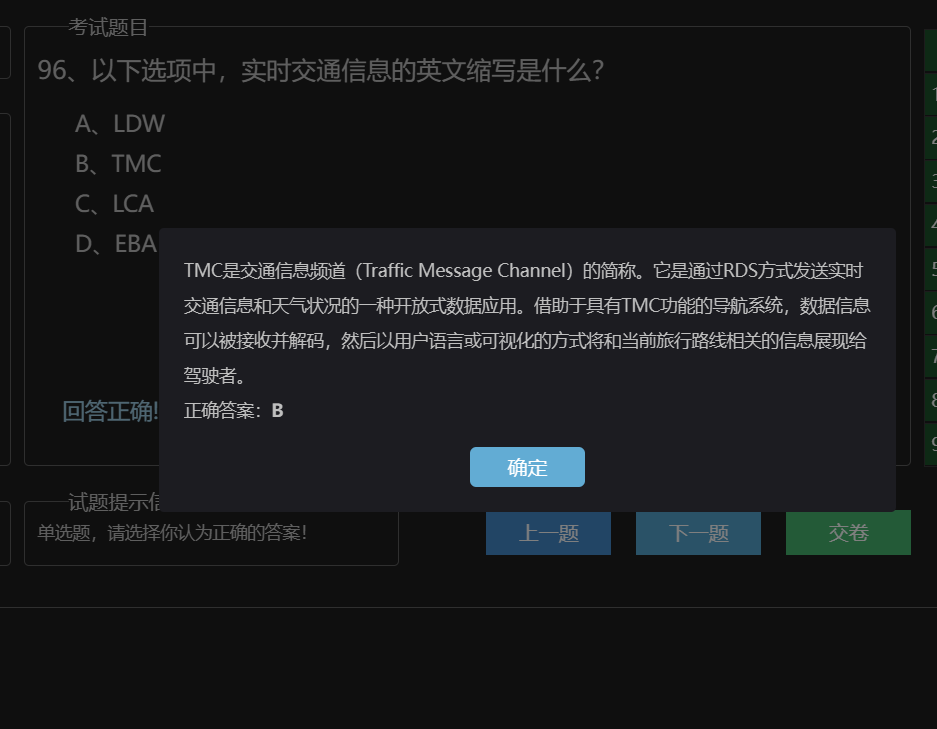 考试题目
96、以下选项中，实时交通信息的英文缩写是什么？
A、LDW
B、TMC
C、LCA
D、EBA
TMC是交通信息频道（Traffic Message Channel）的简称。它是通过RDS方式发送实时
交通信息和天气状况的一种开放式数据应用。借助于具有TMC功能的导航系统，数据信息
可以被接收并解码，然后以用户语言或可视化的方式将和当前旅行路线相关的信息展现给
驾驶者。
正确答案：B
回答正确!
确定
试题提示信
单选题，请选择你认为正确的答案！
上一题
下一题
交卷